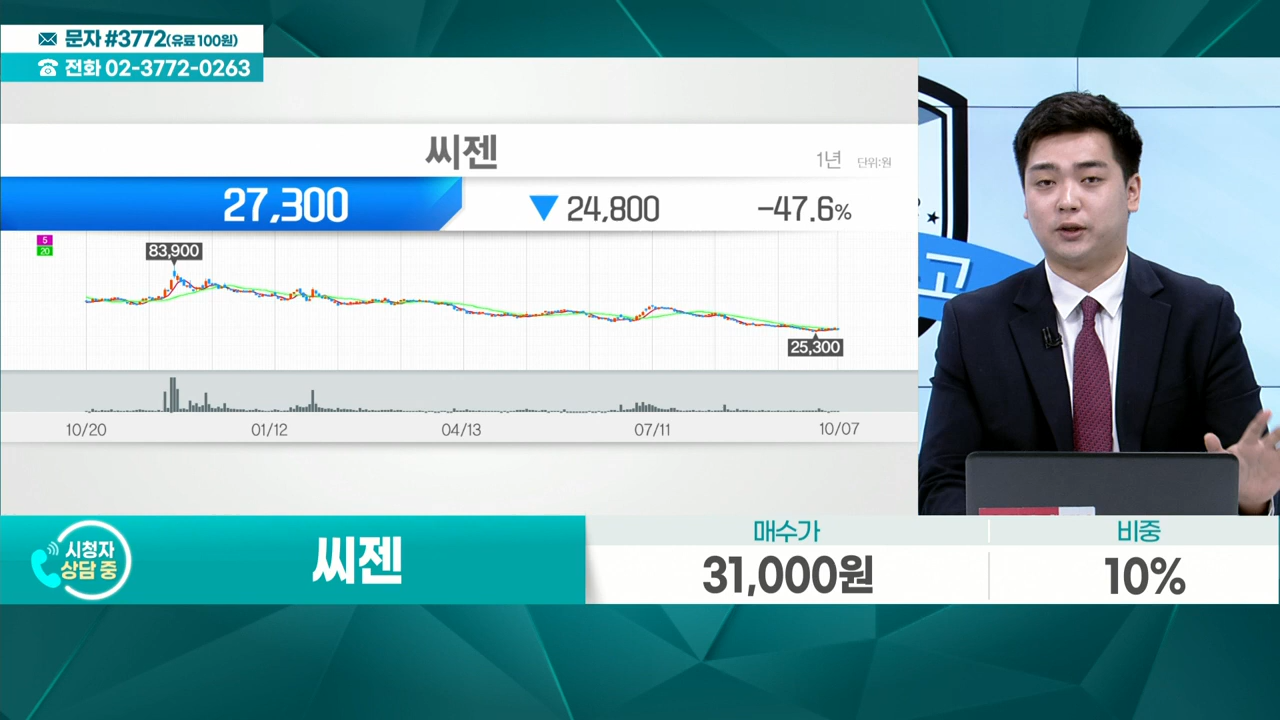 문자 #3772(유료 100원)
전화 02-3772-0263
씨젠
1년 단위:원
27,300 ▼ 24,800 -47.6%
5
20
83,900
25,300
10/20 01/12 04/13 07/11 10/07
고
시청자
상담 중
씨젠
매수가 비중
31,000원 10%